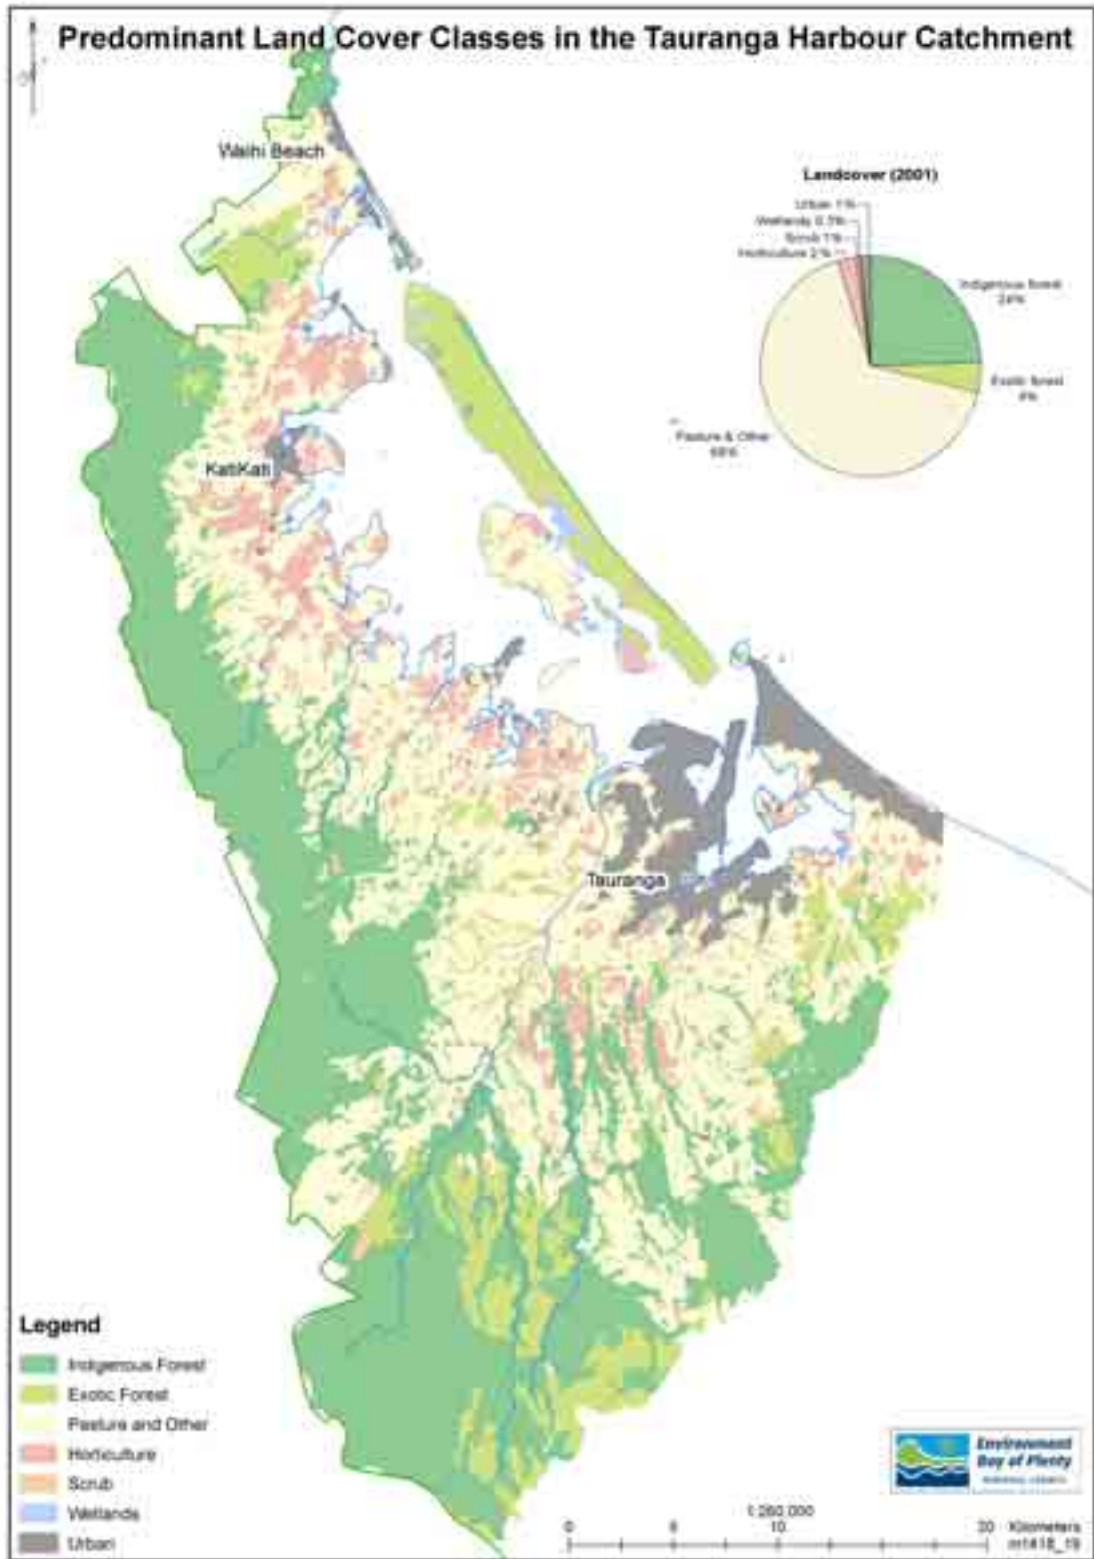 Predominant Land Cover Classes in the Tauranga Harbour Catchment
Waihi Beach
Landcover (2001)
Urban 1%
Wetlands 0.3%
Scrub 1%
Horticulture 2%
Indigenous forest
24%
Exotic forest
4%
Pasture & Other
68%
KatiKati
Tauranga
Legend
Indigenous Forest
Exotic Forest
Pasture and Other
Horticulture
Scrub
Wetlands
Urban
Environment
Bay of Plenty
REGIONAL COUNCIL
1:260,000
0 5 10 20 Kilometers